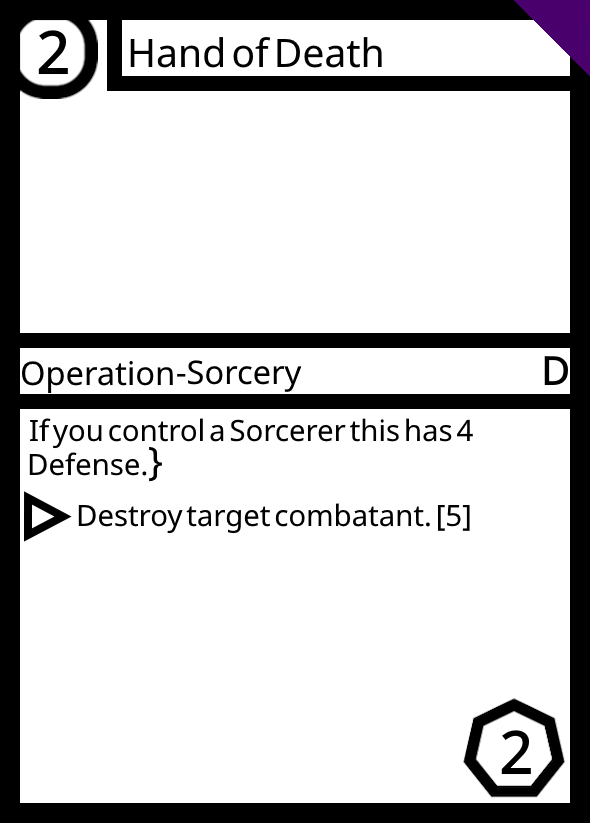 2
Hand of Death
Operation-Sorcery
D
If you control a Sorcerer this has 4
Defense.}
Destroy target combatant. [5]
2